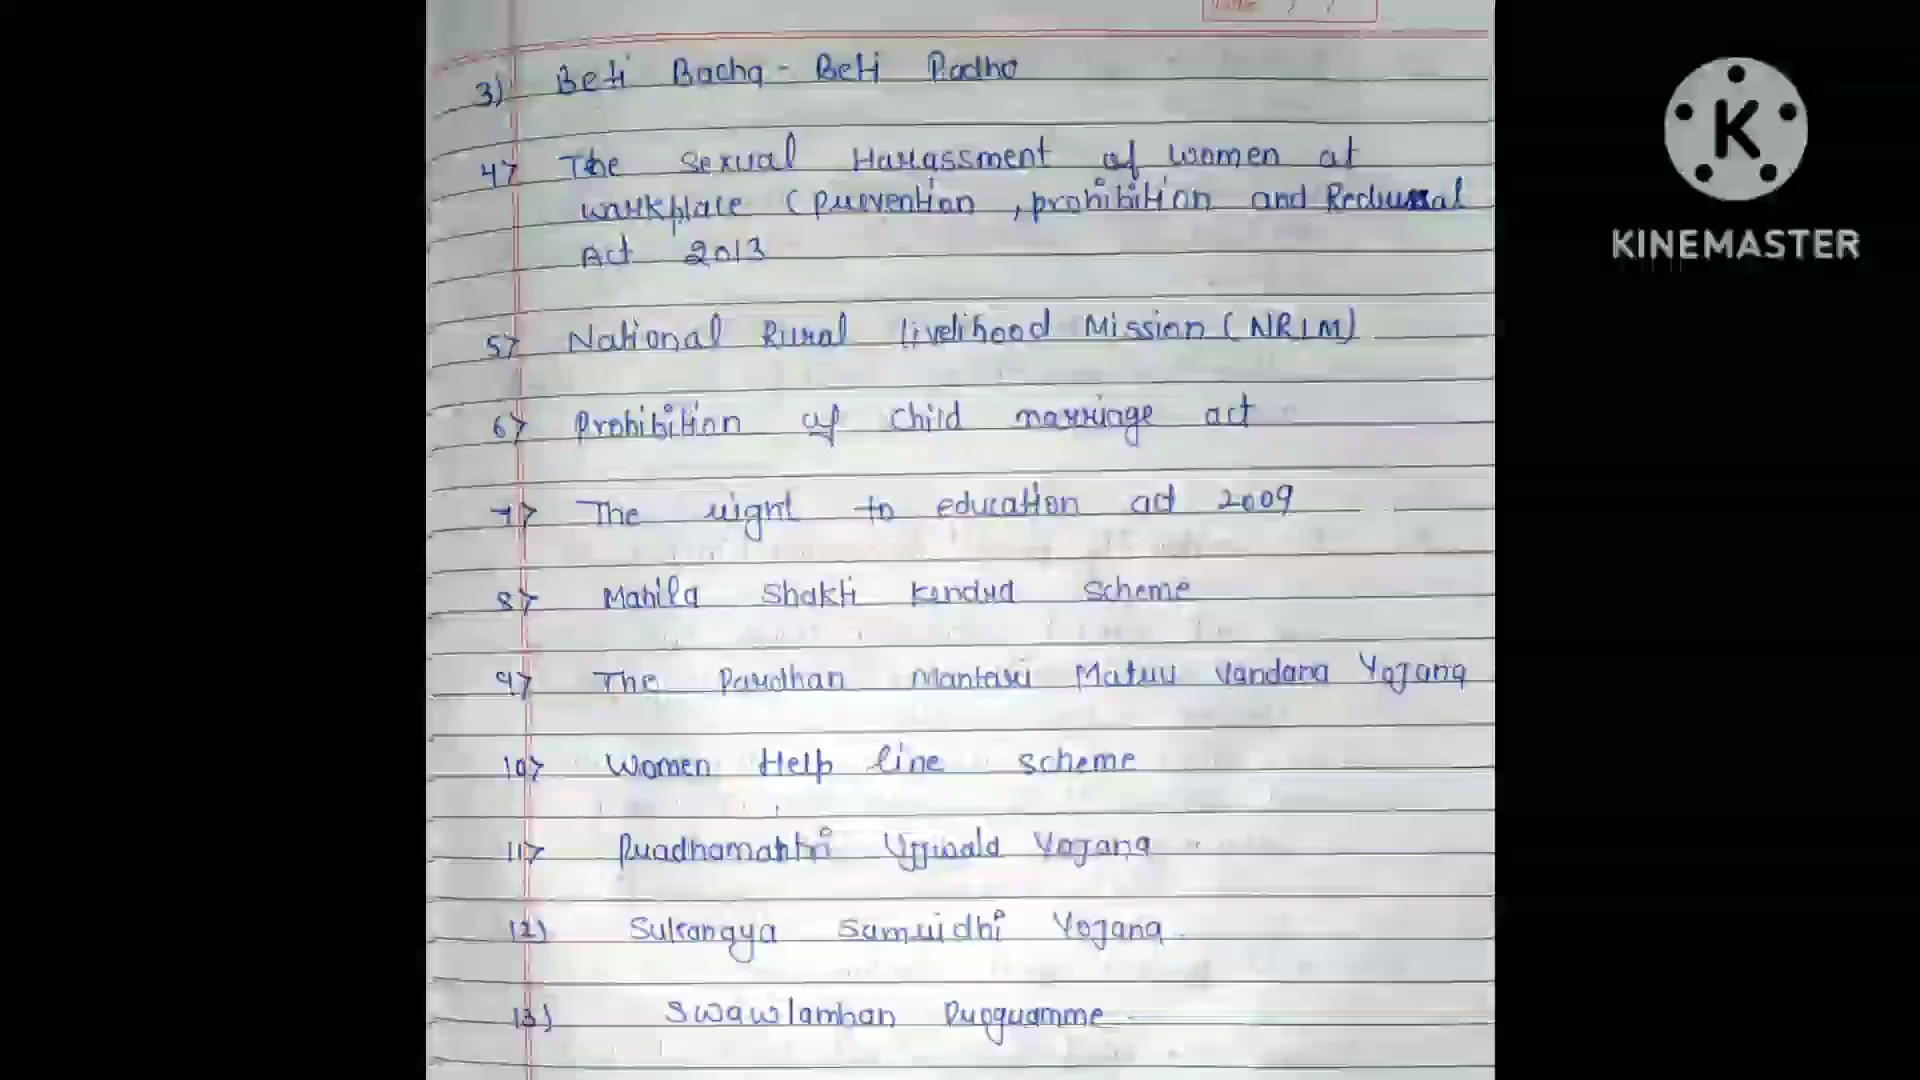 3) Beti Bacha - Beti Padho
4> The Sexual Harrassment of women at
workplace (prevention, prohibition and Redressal
Act 2013
5> National Rural livelihood Mission (NRLM)
6> Prohibition of child marriage act
7> The right to education act 2009
8> Mahila Shakti Kendra Scheme
9> The Pardhan Mantari Matru Vandana Yojana
10> Women Help line scheme
11> Pradhamantri Ujjwala Yojana
12) Sukangya Samridhi Yojana
13) Swawlamban Programme
K
KINEMASTER